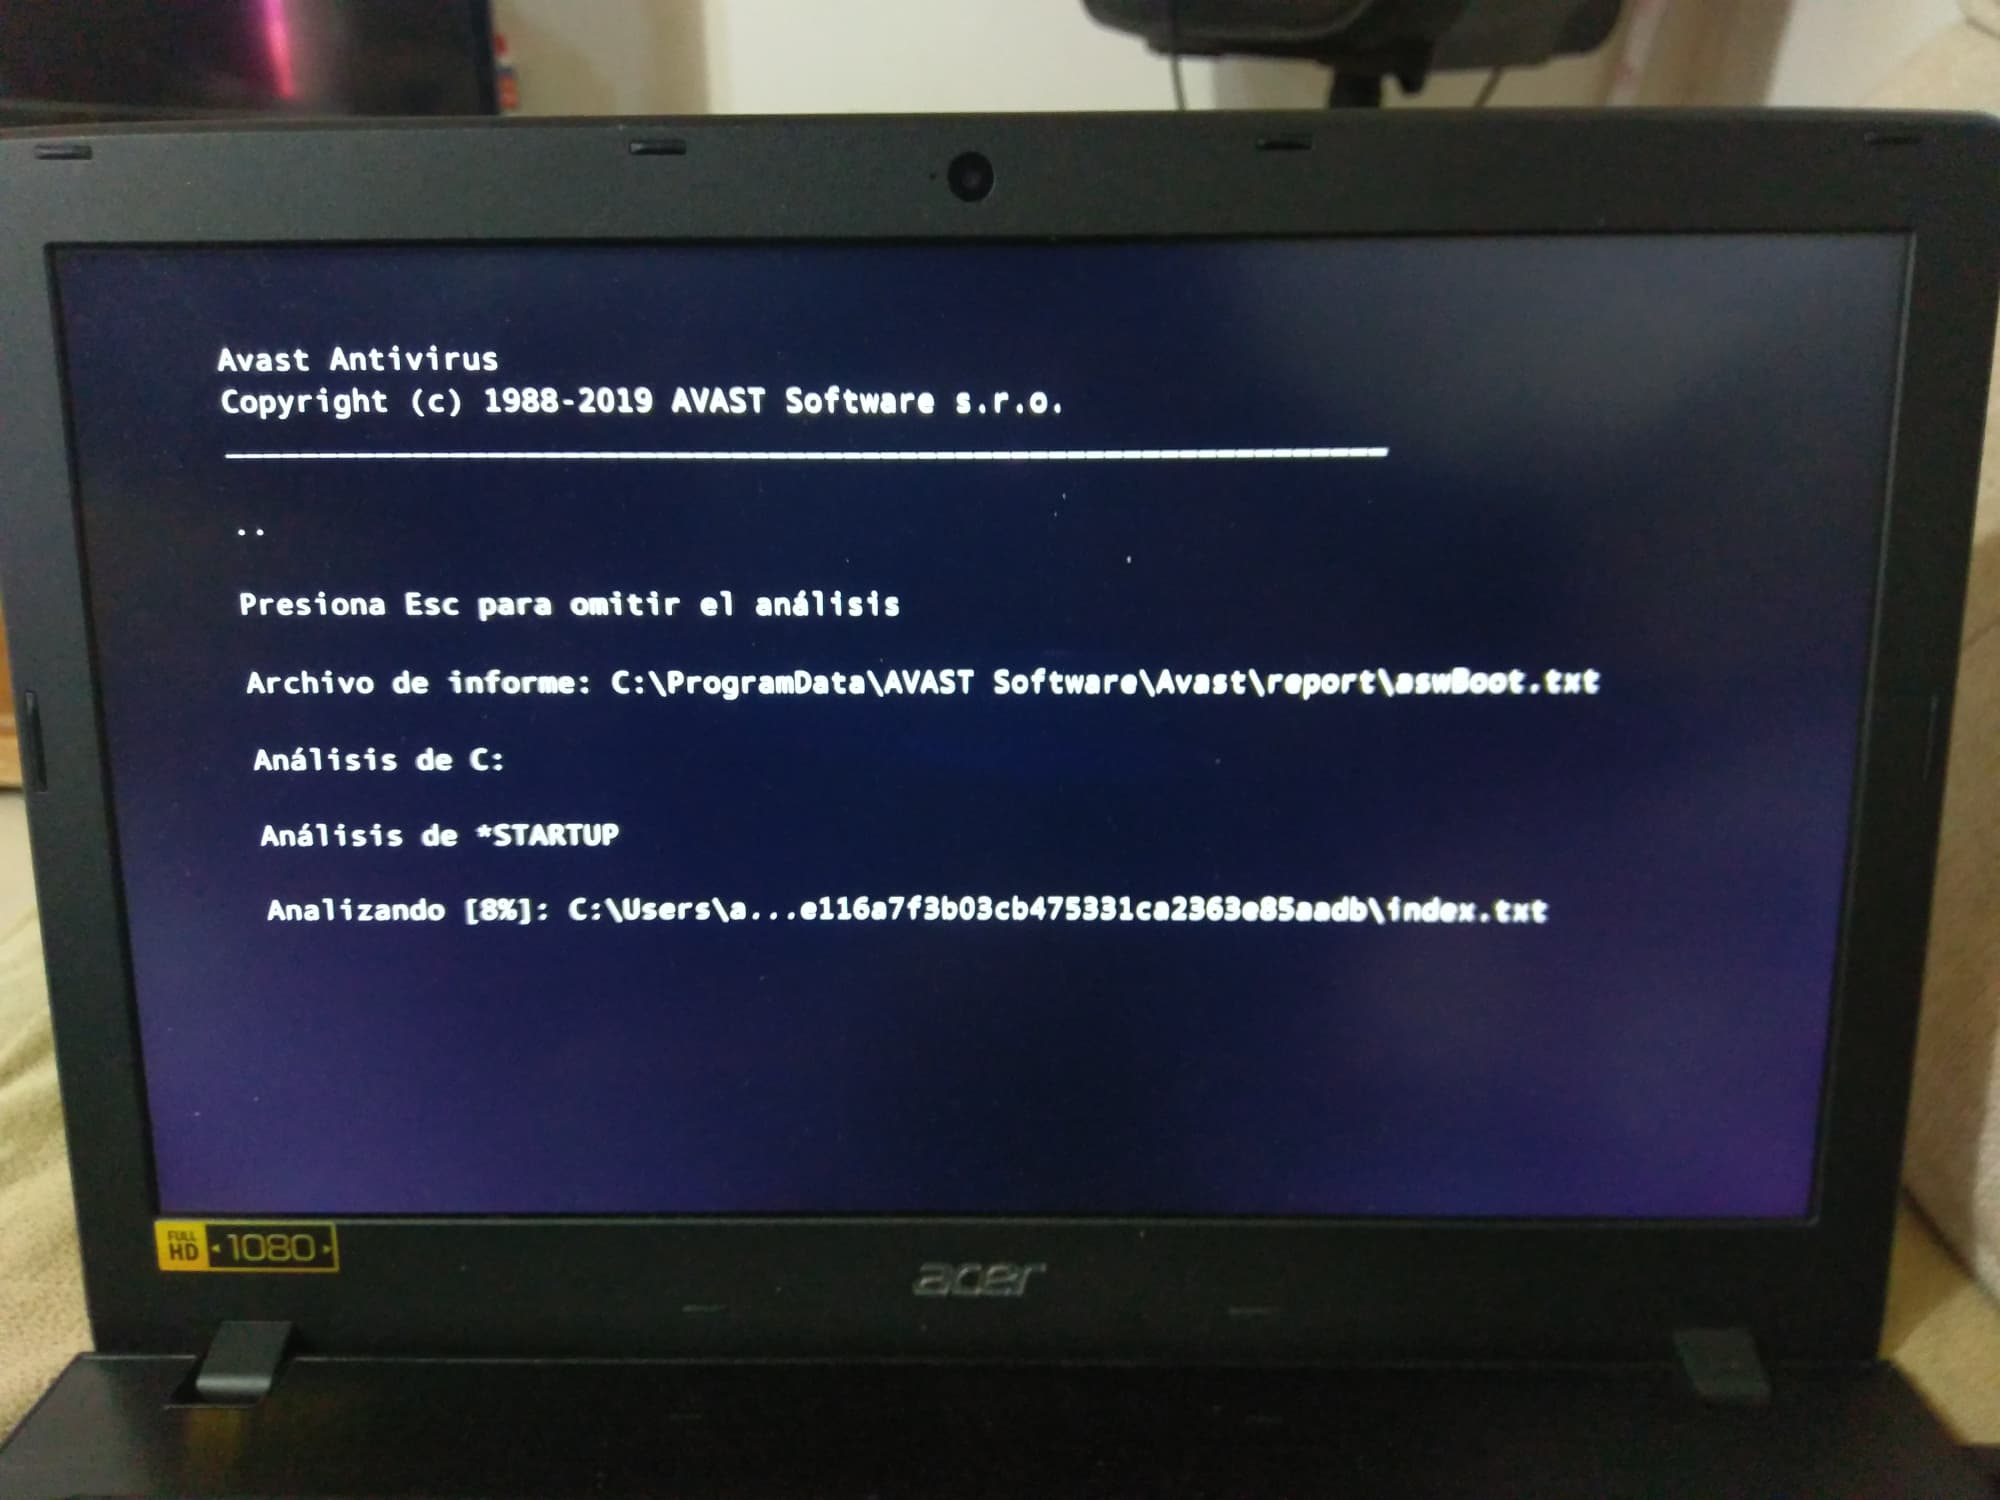 Avast Antivirus
Copyright (c) 1988-2019 AVAST Software s.r.o.
..
Presiona Esc para omitir el análisis
Archivo de informe: C:\ProgramData\AVAST Software\Avast\report\aswBoot.txt
Análisis de C:
Análisis de *STARTUP
Analizando [8%]: C:\Users\a...e116a7f3b03cb475331ca2363e85aadb\index.txt
FULL HD 1080
acer